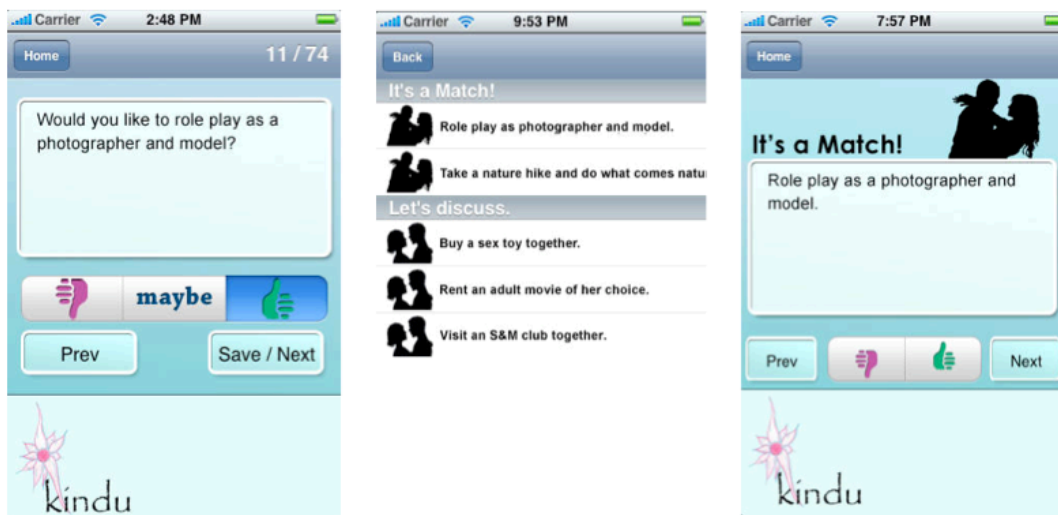 Carrier 2:48 PM
Home 11 / 74
Would you like to role play as a
photographer and model?
maybe
Prev Save / Next
kindu
Carrier 9:53 PM
Back
It's a Match!
Role play as photographer and model.
Take a nature hike and do what comes natu
Let's discuss.
Buy a sex toy together.
Rent an adult movie of her choice.
Visit an S&M club together.
Carrier 7:57 PM
Home
It's a Match!
Role play as a photographer and
model.
Prev Next
kindu